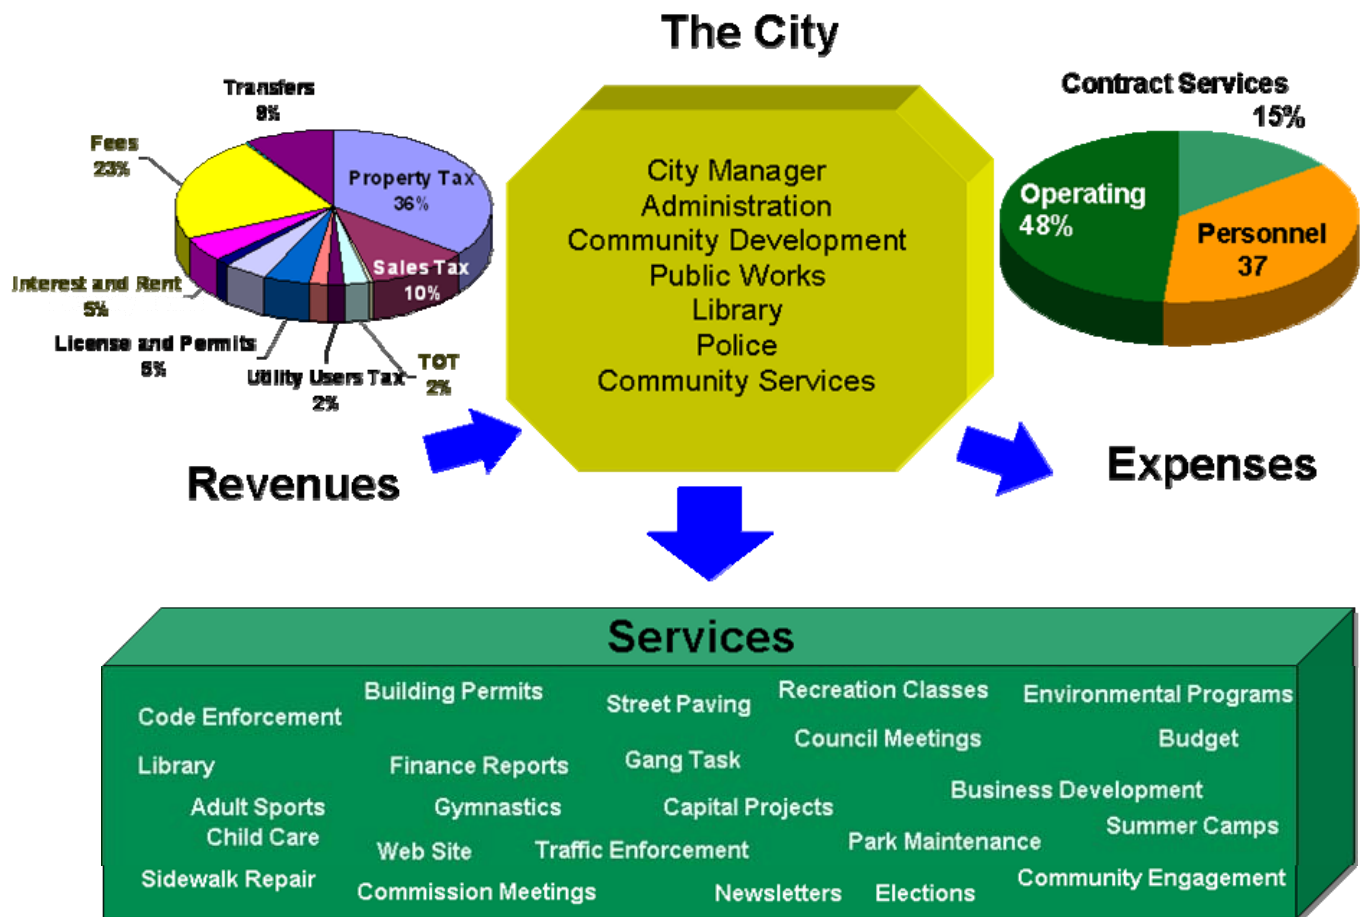 The City
Transfers
9%
Fees
23%
Property Tax
36%
Sales Tax
10%
Interest and Rent
5%
License and Permits
5%
Utility Users Tax
2%
TOT
2%
Revenues
City Manager
Administration
Community Development
Public Works
Library
Police
Community Services
Contract Services
15%
Operating
48%
Personnel
37
Expenses
Services
Building Permits
Recreation Classes
Environmental Programs
Code Enforcement
Street Paving
Council Meetings
Budget
Library
Finance Reports
Gang Task
Business Development
Adult Sports
Gymnastics
Capital Projects
Summer Camps
Child Care
Web Site
Traffic Enforcement
Park Maintenance
Sidewalk Repair
Commission Meetings
Newsletters
Elections
Community Engagement